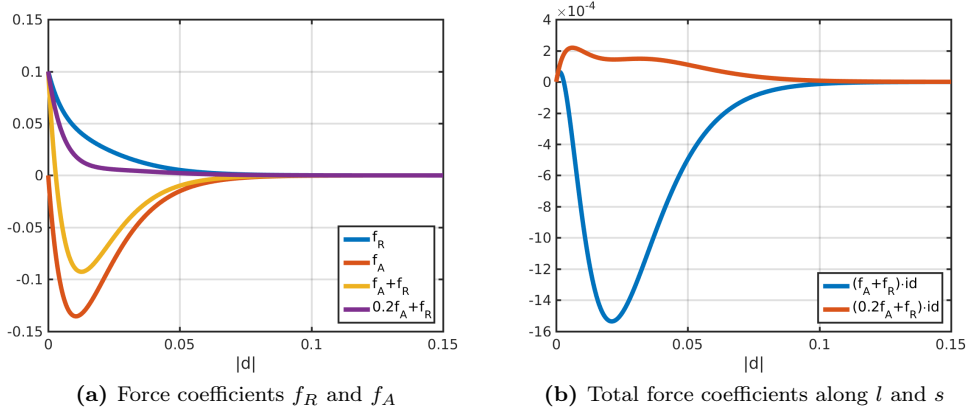 0.15
0.1
0.05
0
-0.05
-0.1
-0.15
0 0.05 0.1 0.15
|d|
f_R
f_A
f_A+f_R
0.2f_A+f_R
(a) Force coefficients f_R and f_A
×10^-4
4
2
0
-2
-4
-6
-8
-10
-12
-14
-16
0 0.05 0.1 0.15
|d|
(f_A+f_R)·id
(0.2f_A+f_R)·id
(b) Total force coefficients along l and s